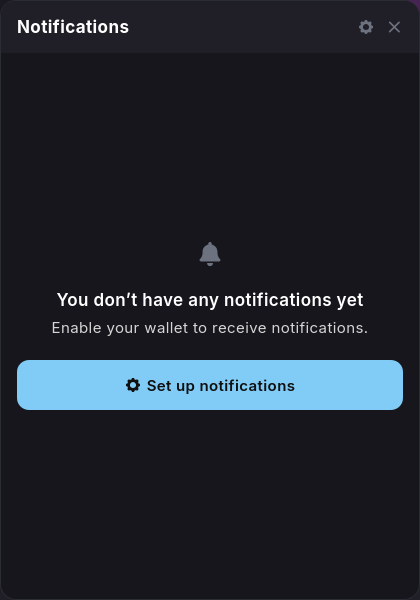 Notifications
You don’t have any notifications yet
Enable your wallet to receive notifications.
Set up notifications